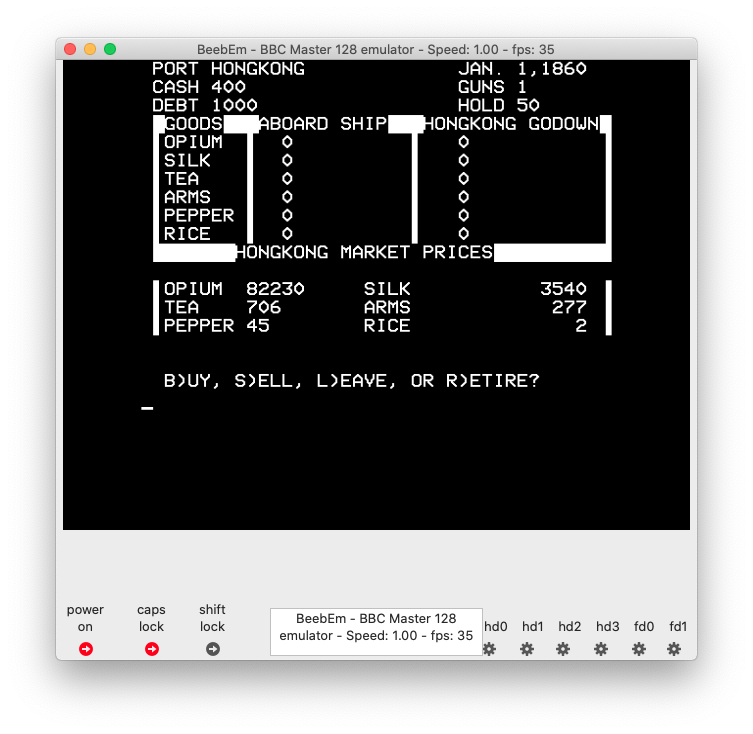 BeebEm - BBC Master 128 emulator - Speed: 1.00 - fps: 35
PORT HONGKONG JAN. 1,1860
CASH 400 GUNS 1
DEBT 1000 HOLD 50
GOODS ABOARD SHIP HONGKONG GODOWN
OPIUM 0 0
SILK 0 0
TEA 0 0
ARMS 0 0
PEPPER 0 0
RICE 0 0
HONGKONG MARKET PRICES
OPIUM 82230 SILK 3540
TEA 706 ARMS 277
PEPPER 45 RICE 2
B)UY, S)ELL, L)EAVE, OR R)ETIRE?
power on
caps lock
shift lock
BeebEm - BBC Master 128
emulator - Speed: 1.00 - fps: 35
hd0 hd1 hd2 hd3 fd0 fd1